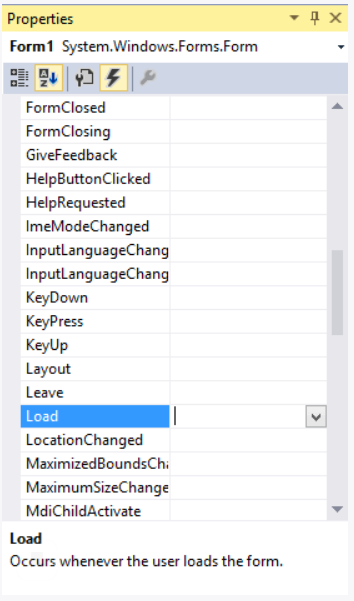 Properties
Form1 System.Windows.Forms.Form
FormClosed
FormClosing
GiveFeedback
HelpButtonClicked
HelpRequested
ImeModeChanged
InputLanguageChang
InputLanguageChang
KeyDown
KeyPress
KeyUp
Layout
Leave
Load
LocationChanged
MaximizedBoundsCha
MaximumSizeChange
MdiChildActivate
Load
Occurs whenever the user loads the form.